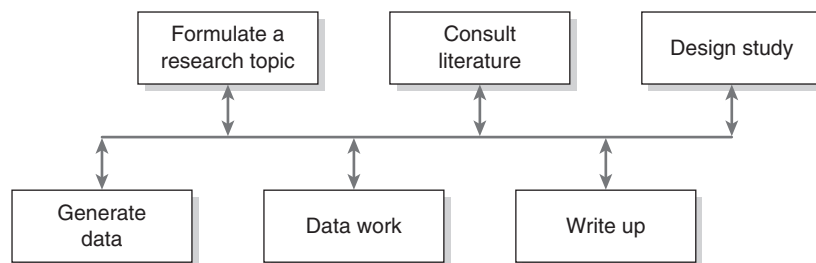 Formulate a
research topic
Consult
literature
Design study
Generate
data
Data work
Write up